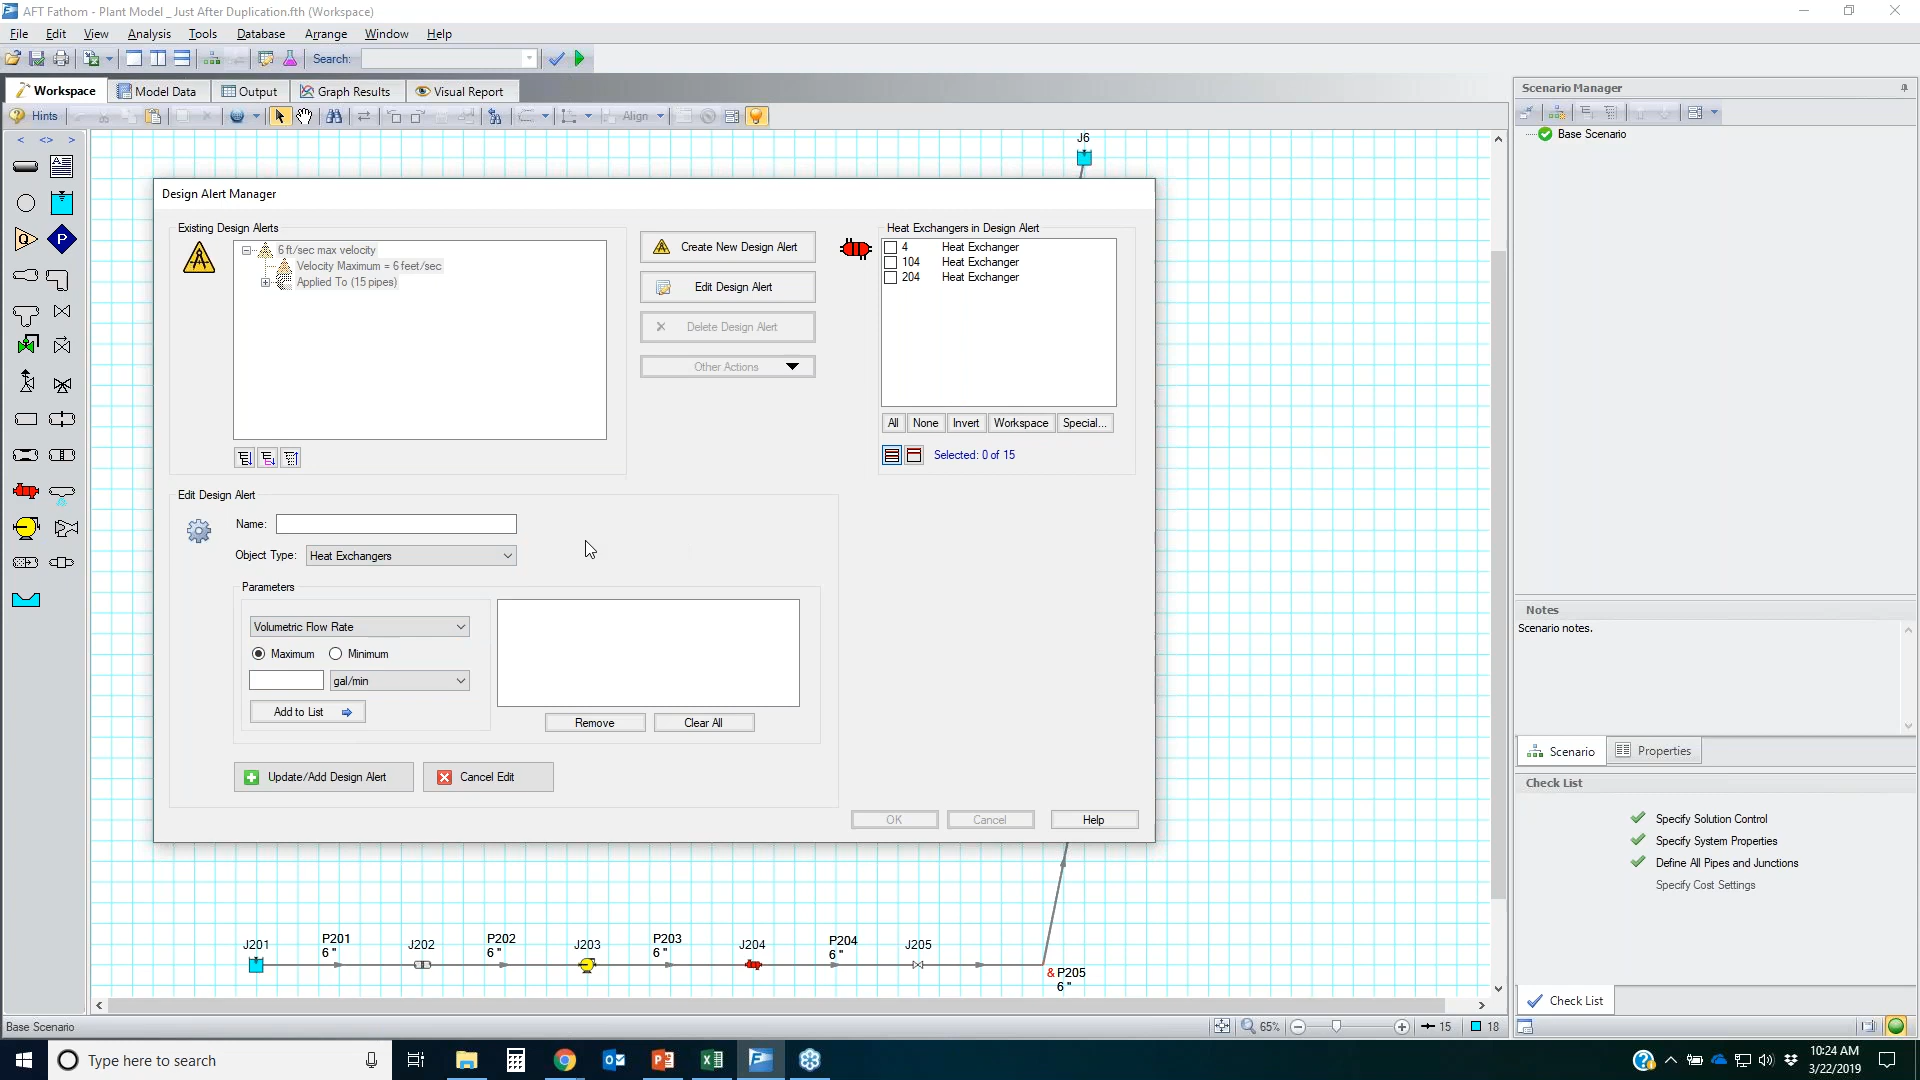 AFT Fathom - Plant Model _ Just After Duplication.fth (Workspace)
File Edit View Analysis Tools Database Arrange Window Help
Search:
Workspace Model Data Output Graph Results Visual Report
Hints Align
Scenario Manager
Base Scenario
J6
Design Alert Manager
Existing Design Alerts
6 ft/sec max velocity
Velocity Maximum = 6 feet/sec
Applied To (15 pipes)
Create New Design Alert
Edit Design Alert
Delete Design Alert
Other Actions
Heat Exchangers in Design Alert
4 Heat Exchanger
104 Heat Exchanger
204 Heat Exchanger
All None Invert Workspace Special...
Selected: 0 of 15
Edit Design Alert
Name:
Object Type: Heat Exchangers
Parameters
Volumetric Flow Rate
Maximum Minimum
gal/min
Add to List
Remove Clear All
Update/Add Design Alert Cancel Edit
OK Cancel Help
J201 P201 6 " J202 P202 6 " J203 P203 6 " J204 P204 6 " J205
& P205
6 "
Notes
Scenario notes.
Scenario Properties
Check List
Specify Solution Control
Specify System Properties
Define All Pipes and Junctions
Specify Cost Settings
Check List
Base Scenario 65% 15 18
Type here to search
10:24 AM
3/22/2019